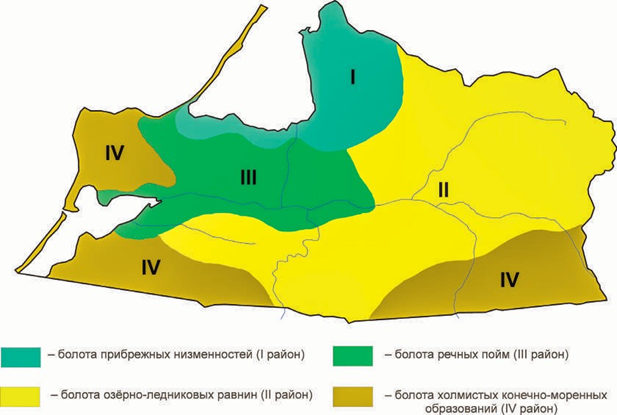 I
IV
III
II
IV
IV
– болота прибрежных низменностей (I район)
– болота речных пойм (III район)
– болота озёрно-ледниковых равнин (II район)
– болота холмистых конечно-моренных
образований (IV район)